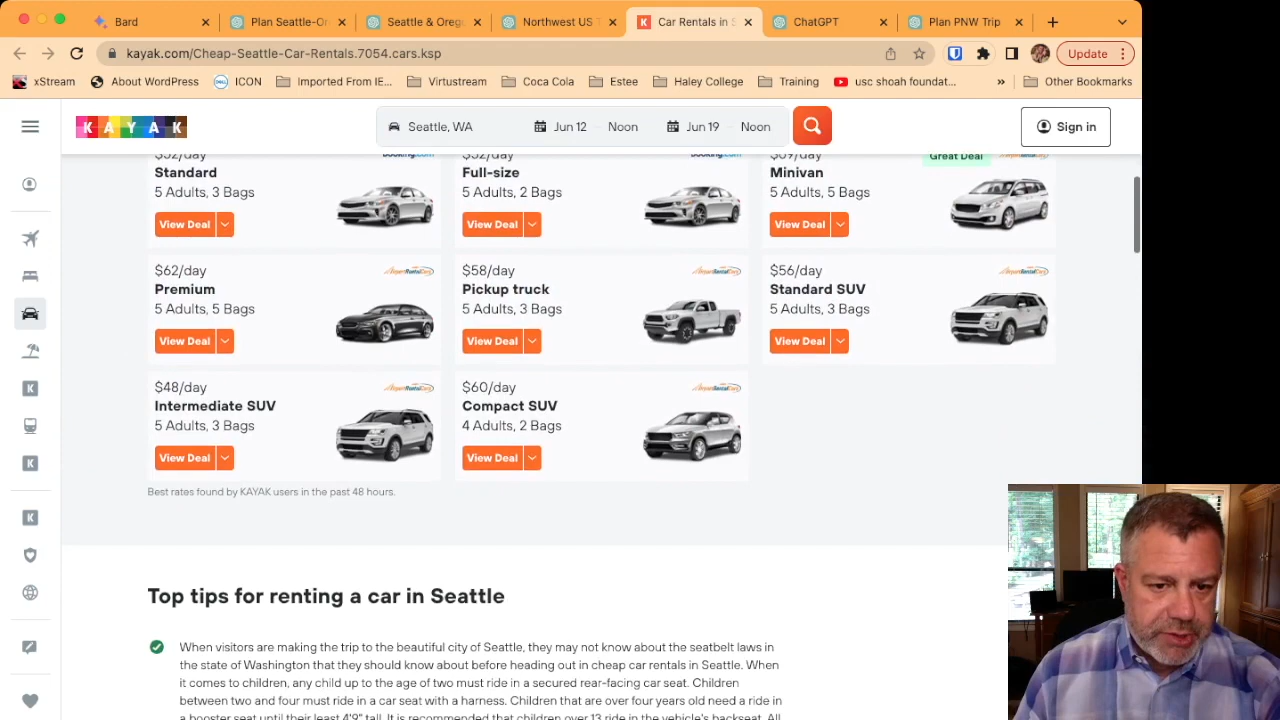 Bard
Plan Seattle-Or
Seattle & Orego
Northwest US T
Car Rentals in S
ChatGPT
Plan PNW Trip
kayak.com/Cheap-Seattle-Car-Rentals.7054.cars.ksp
Update
xStream
About WordPress
DELL
ICON
Imported From IE...
Virtustream
Coca Cola
Estee
Haley College
Training
usc shoah foundat...
»
Other Bookmarks
KAYAK
Seattle, WA
Jun 12
Noon
Jun 19
Noon
Sign in
$52/day
Booking.com
Standard
5 Adults, 3 Bags
View Deal
$52/day
Booking.com
Full-size
5 Adults, 2 Bags
View Deal
$69/day
Great Deal
Minivan
5 Adults, 5 Bags
View Deal
$62/day
AirportRentalCars
Premium
5 Adults, 5 Bags
View Deal
$58/day
AirportRentalCars
Pickup truck
5 Adults, 3 Bags
View Deal
$56/day
AirportRentalCars
Standard SUV
5 Adults, 3 Bags
View Deal
$48/day
AirportRentalCars
Intermediate SUV
5 Adults, 3 Bags
View Deal
$60/day
AirportRentalCars
Compact SUV
4 Adults, 2 Bags
View Deal
Best rates found by KAYAK users in the past 48 hours.
Top tips for renting a car in Seattle
When visitors are making the trip to the beautiful city of Seattle, they may not know about the seatbelt laws in
the state of Washington that they should know about before heading out in cheap car rentals in Seattle. When
it comes to children, any child up to the age of two must ride in a secured rear-facing car seat. Children
between two and four must ride in a car seat with a harness. Children that are over four years old need a ride in
a booster seat until their least 4'9" tall. It is recommended that children over 13 ride in the vehicle's backseat. All